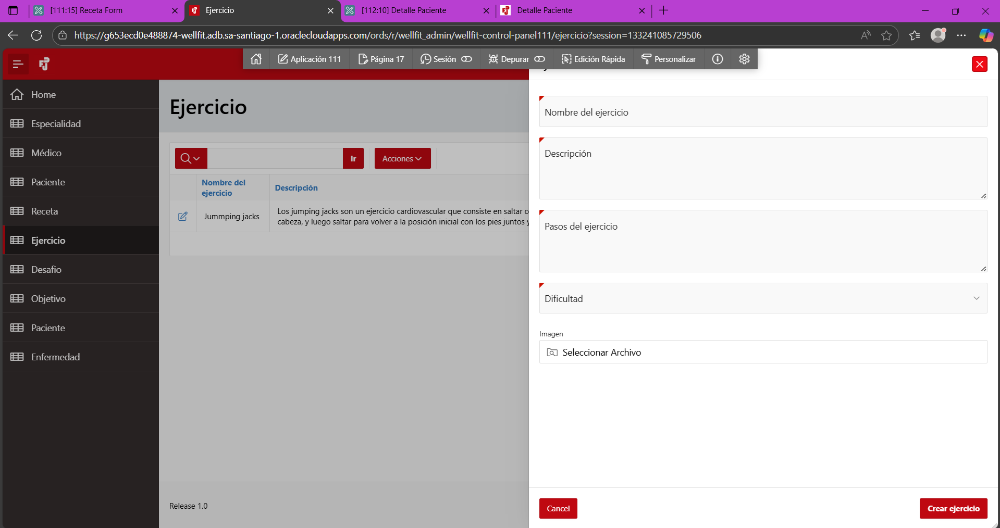 [111:15] Receta Form
Ejercicio
[112:10] Detalle Paciente
Detalle Paciente
https://g653ecd0e488874-wellfit.adb.sa-santiago-1.oraclecloudapps.com/ords/r/wellfit_admin/wellfit-control-panel111/ejercicio?session=133241085729506
Aplicación 111
Página 17
Sesión
Depurar
Edición Rápida
Personalizar
Home
Especialidad
Médico
Paciente
Receta
Ejercicio
Desafio
Objetivo
Paciente
Enfermedad
Ejercicio
Ir
Acciones
Nombre del
ejercicio
Descripción
Jummping jacks
Los jumping jacks son un ejercicio cardiovascular que consiste en saltar
cabeza, y luego saltar para volver a la posición inicial con los pies juntos y
Release 1.0
Nombre del ejercicio
Descripción
Pasos del ejercicio
Dificultad
Imagen
Seleccionar Archivo
Cancel
Crear ejercicio